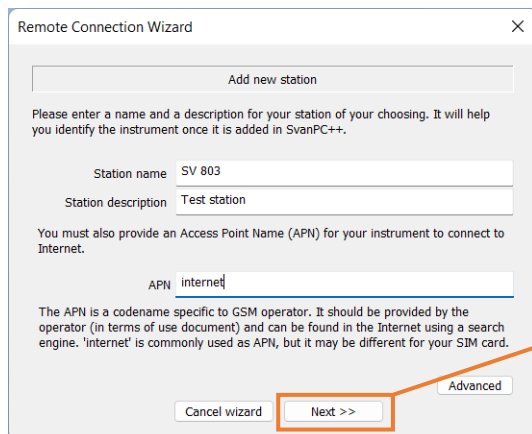 Remote Connection Wizard
Add new station
Please enter a name and a description for your station of your choosing. It will help
you identify the instrument once it is added in SvanPC++.
Station name SV 803
Station description Test station
You must also provide an Access Point Name (APN) for your instrument to connect to
Internet.
APN internet
The APN is a codename specific to GSM operator. It should be provided by the
operator (in terms of use document) and can be found in the Internet using a search
engine. 'internet' is commonly used as APN, but it may be different for your SIM card.
Advanced
Cancel wizard Next >>